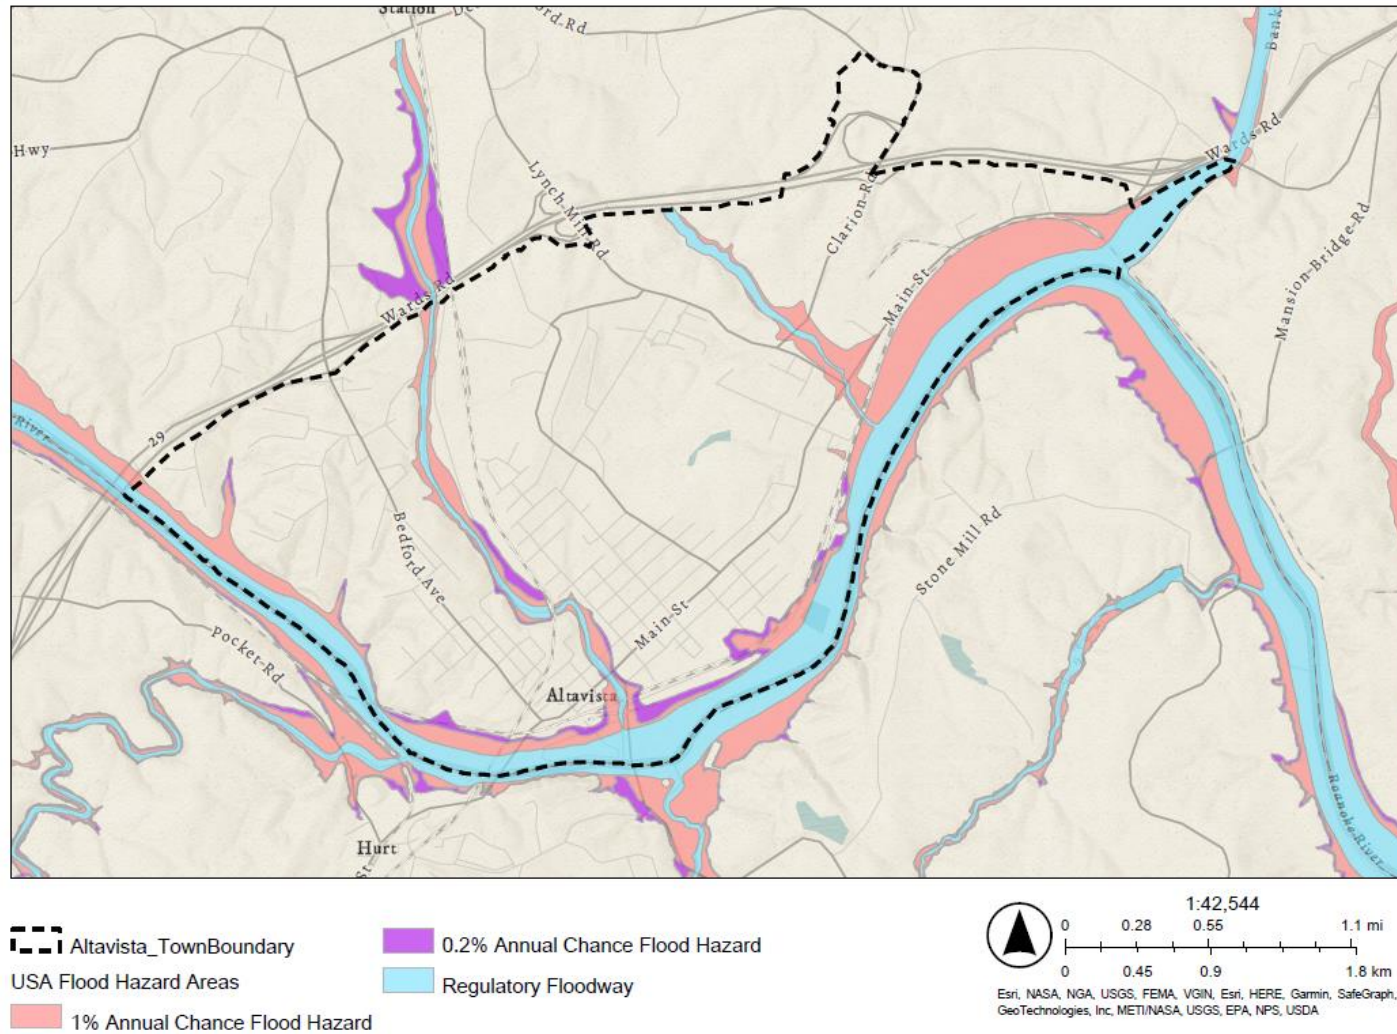 Station
ord-Rd
Bank
Hwy
Wards-Rd
Lynch-Mill-Rd
Clarion-Rd
Mansion-Bridge-Rd
Wards-Rd
Main-St
29
River
Bedford-Ave
Stone Mill Rd
Pocket-Rd
Main-St
Altavista
Roanoke-River
Hurt
St
Altavista_TownBoundary
USA Flood Hazard Areas
1% Annual Chance Flood Hazard
0.2% Annual Chance Flood Hazard
Regulatory Floodway
1:42,544
0 0.28 0.55 1.1 mi
0 0.45 0.9 1.8 km
Esri, NASA, NGA, USGS, FEMA, VGIN, Esri, HERE, Garmin, SafeGraph,
GeoTechnologies, Inc, METI/NASA, USGS, EPA, NPS, USDA